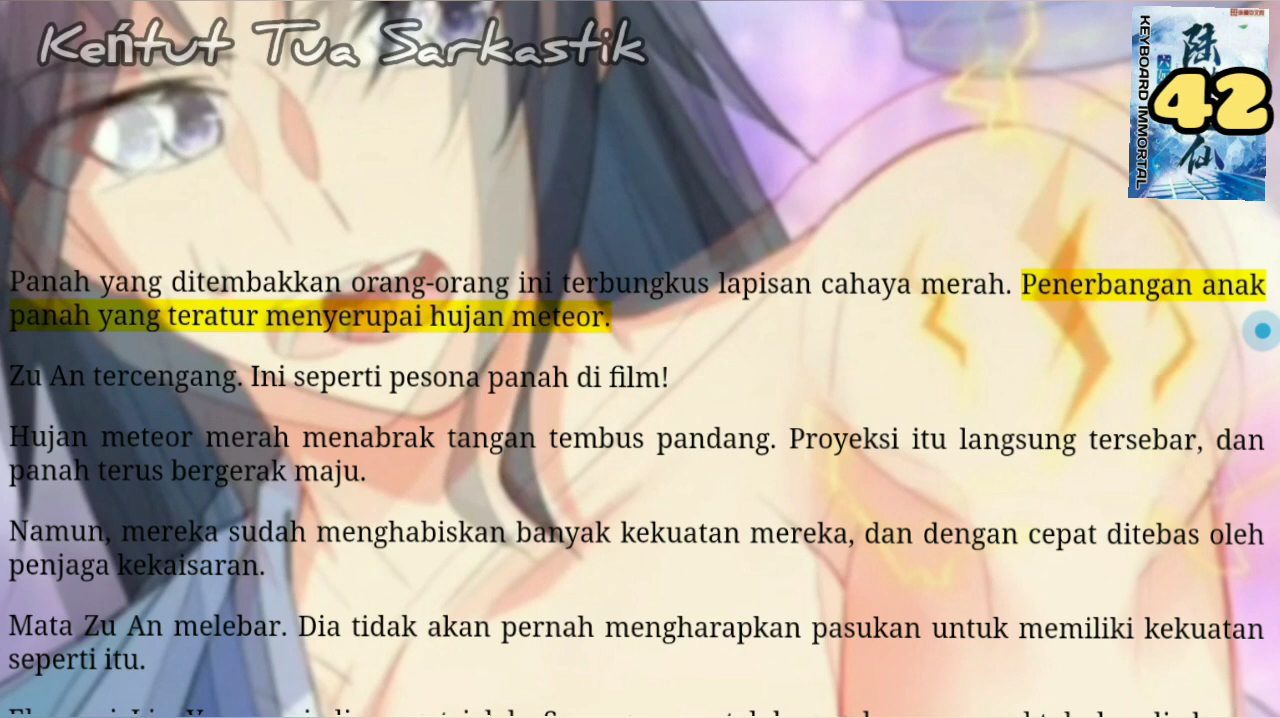 Keńtut Tua Sarkastik
KEYBOARD IMMORTAL
42
Panah yang ditembakkan orang-orang ini terbungkus lapisan cahaya merah. Penerbangan anak
panah yang teratur menyerupai hujan meteor.
Zu An tercengang. Ini seperti pesona panah di film!
Hujan meteor merah menabrak tangan tembus pandang. Proyeksi itu langsung tersebar, dan
panah terus bergerak maju.
Namun, mereka sudah menghabiskan banyak kekuatan mereka, dan dengan cepat ditebas oleh
penjaga kekaisaran.
Mata Zu An melebar. Dia tidak akan pernah mengharapkan pasukan untuk memiliki kekuatan
seperti itu.